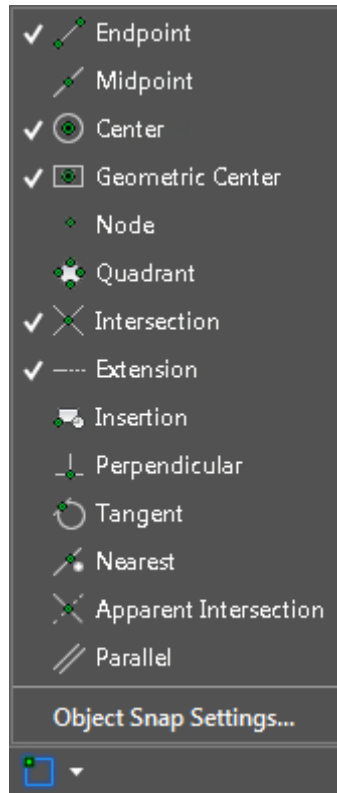 Endpoint
Midpoint
Center
Geometric Center
Node
Quadrant
Intersection
Extension
Insertion
Perpendicular
Tangent
Nearest
Apparent Intersection
Parallel
Object Snap Settings...